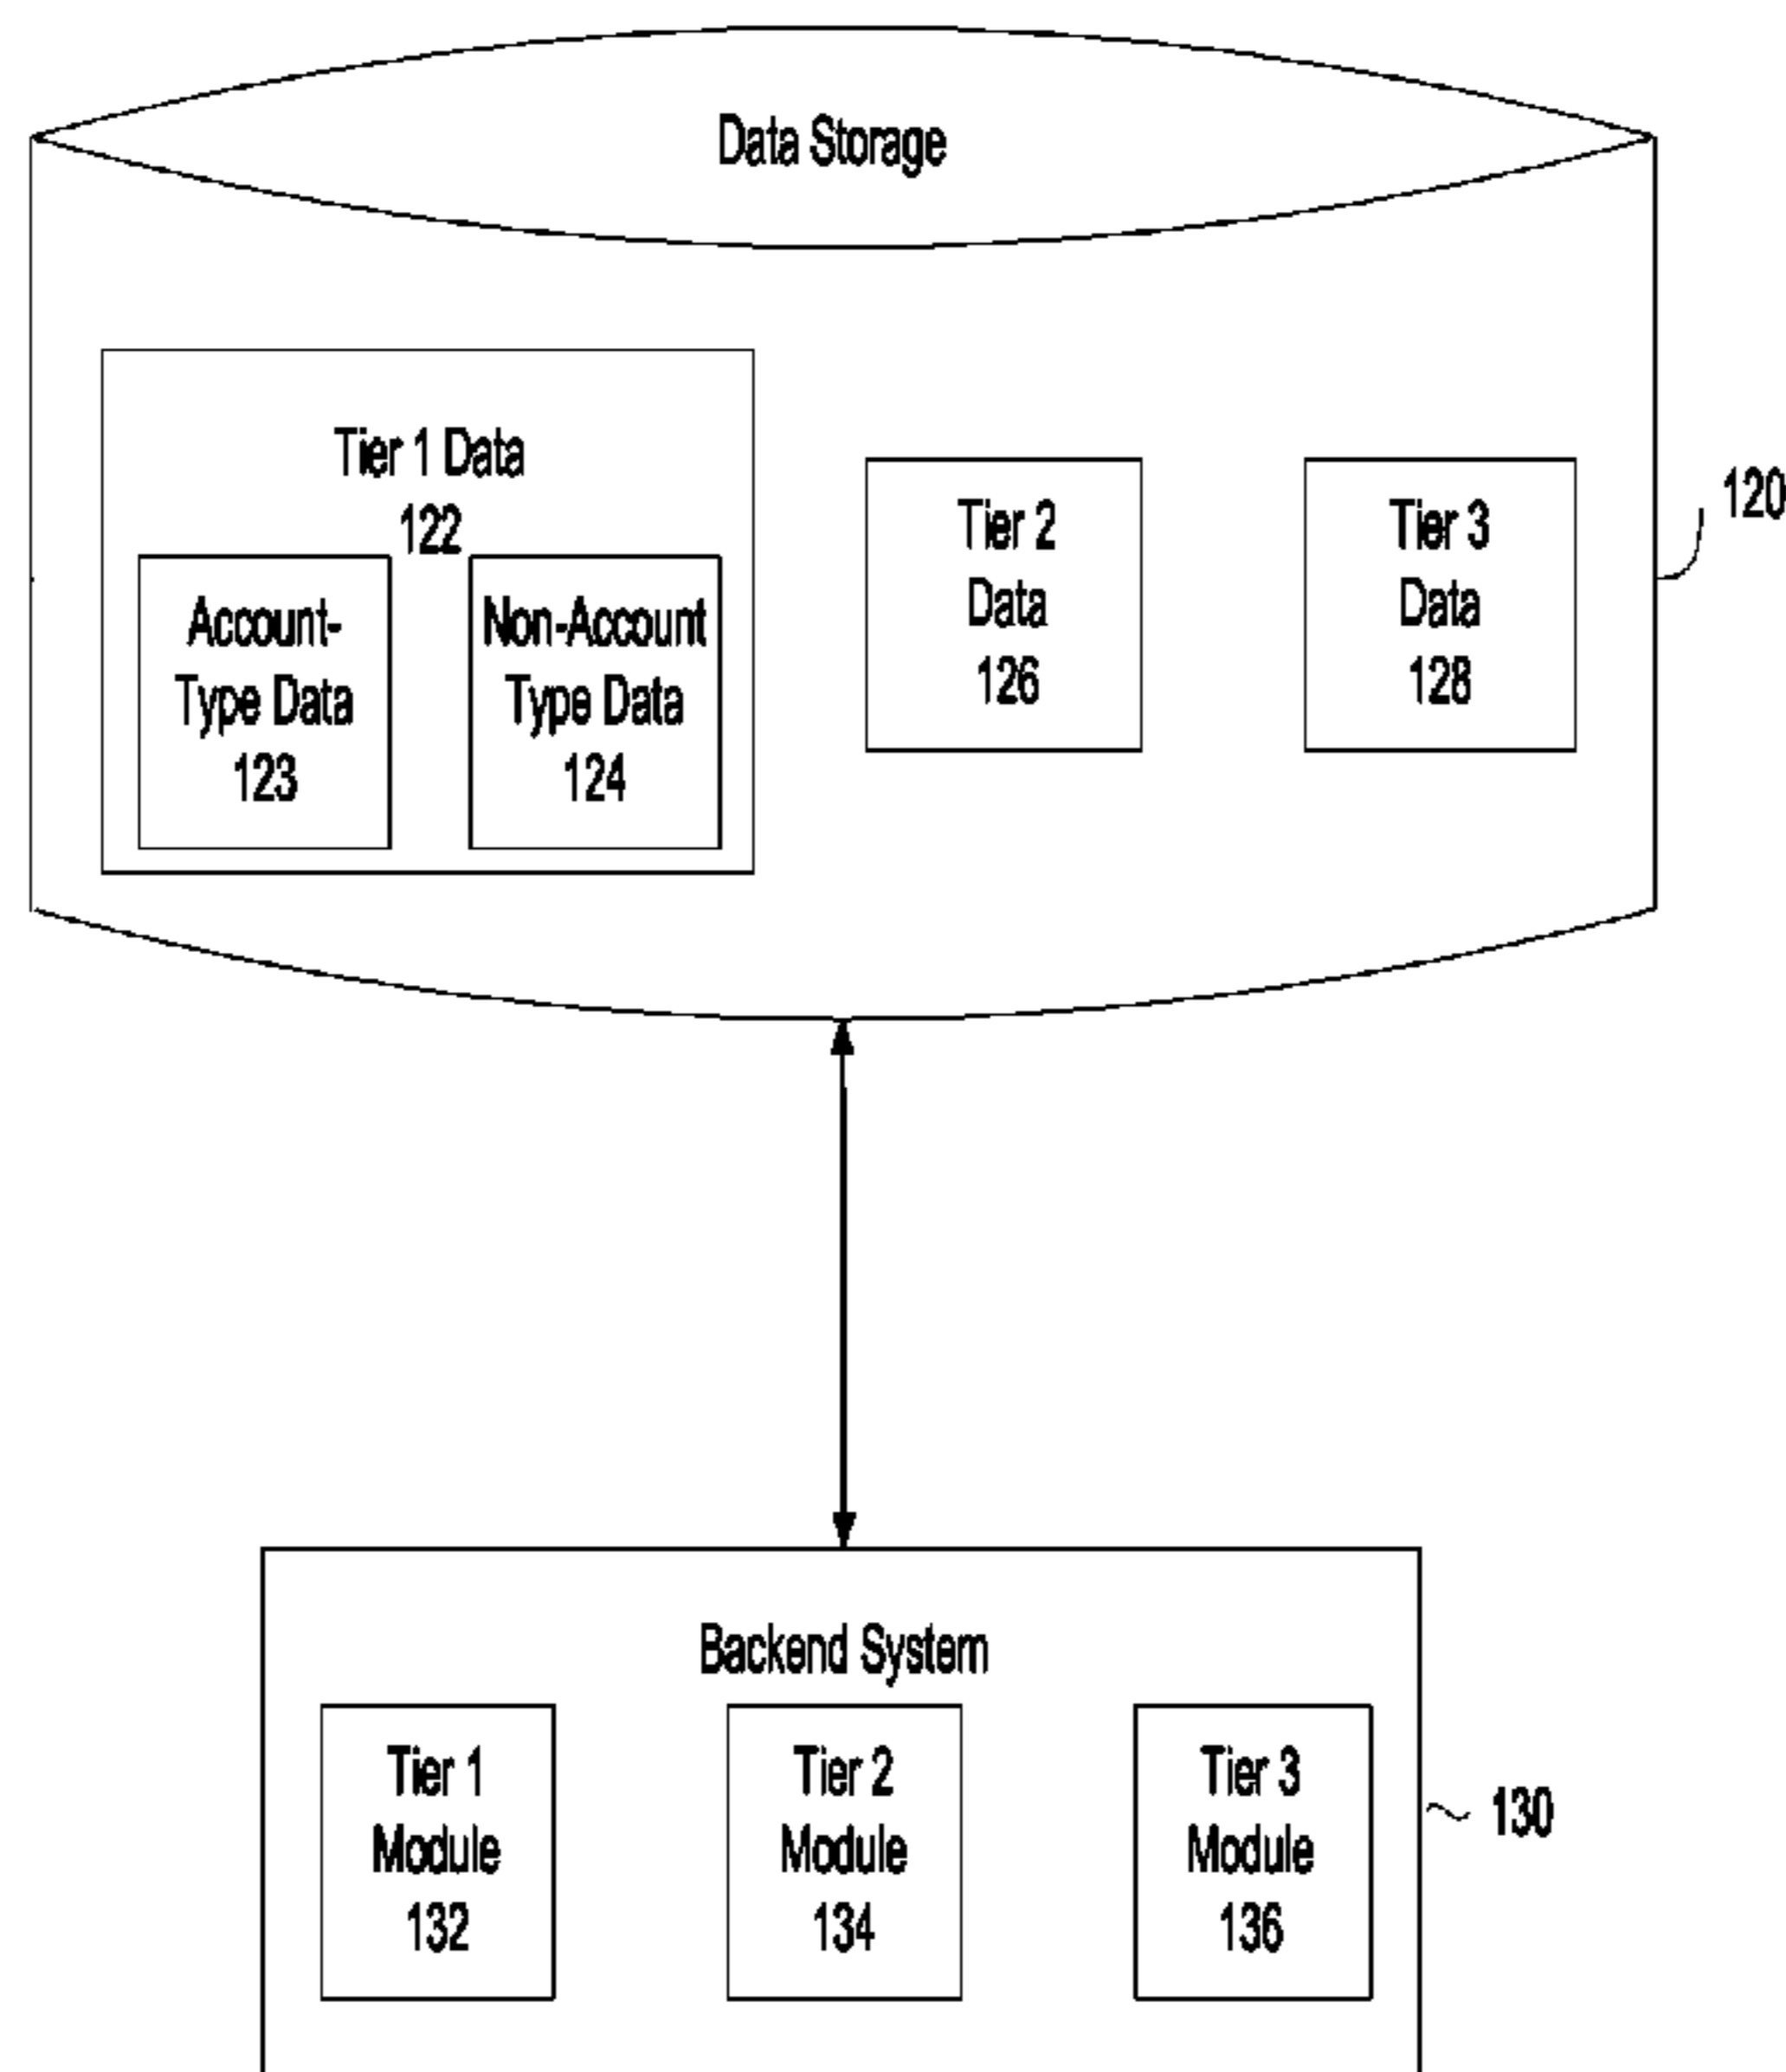 Data Storage
Tier 1 Data
122
Account-
Type Data
123
Non-Account
Type Data
124
Tier 2
Data
126
Tier 3
Data
128
120
Backend System
Tier 1
Module
132
Tier 2
Module
134
Tier 3
Module
136
130